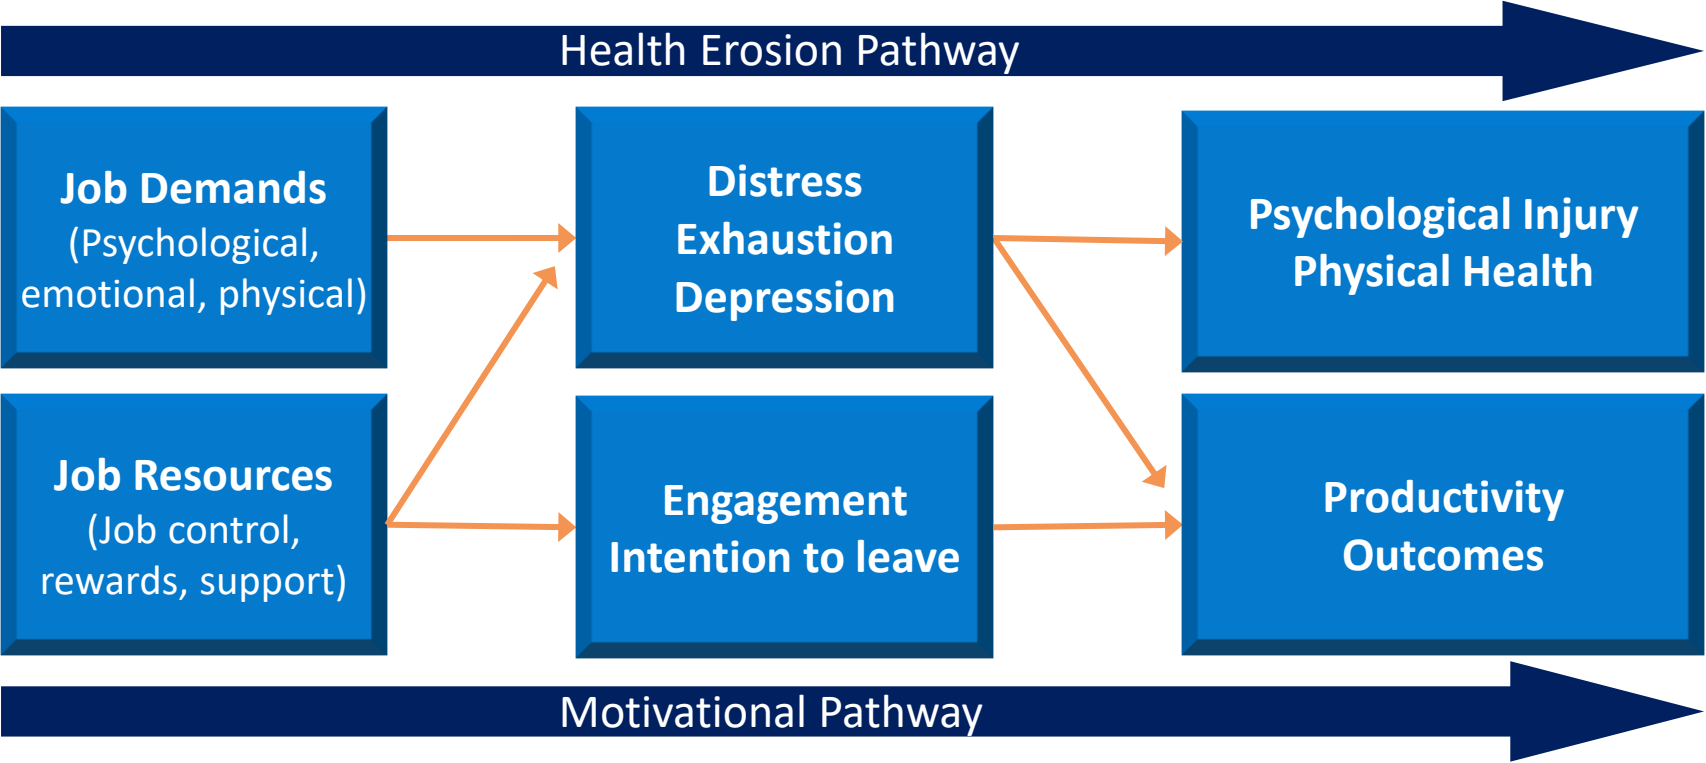 Health Erosion Pathway
Job Demands
(Psychological,
emotional, physical)
Distress
Exhaustion
Depression
Psychological Injury
Physical Health
Job Resources
(Job control,
rewards, support)
Engagement
Intention to leave
Productivity
Outcomes
Motivational Pathway